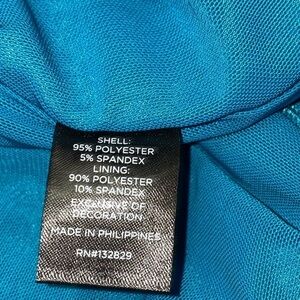 SHELL:
95% POLYESTER
5% SPANDEX
LINING:
90% POLYESTER
10% SPANDEX
EXCLUSIVE OF
DECORATION
MADE IN PHILIPPINES
RN#132829